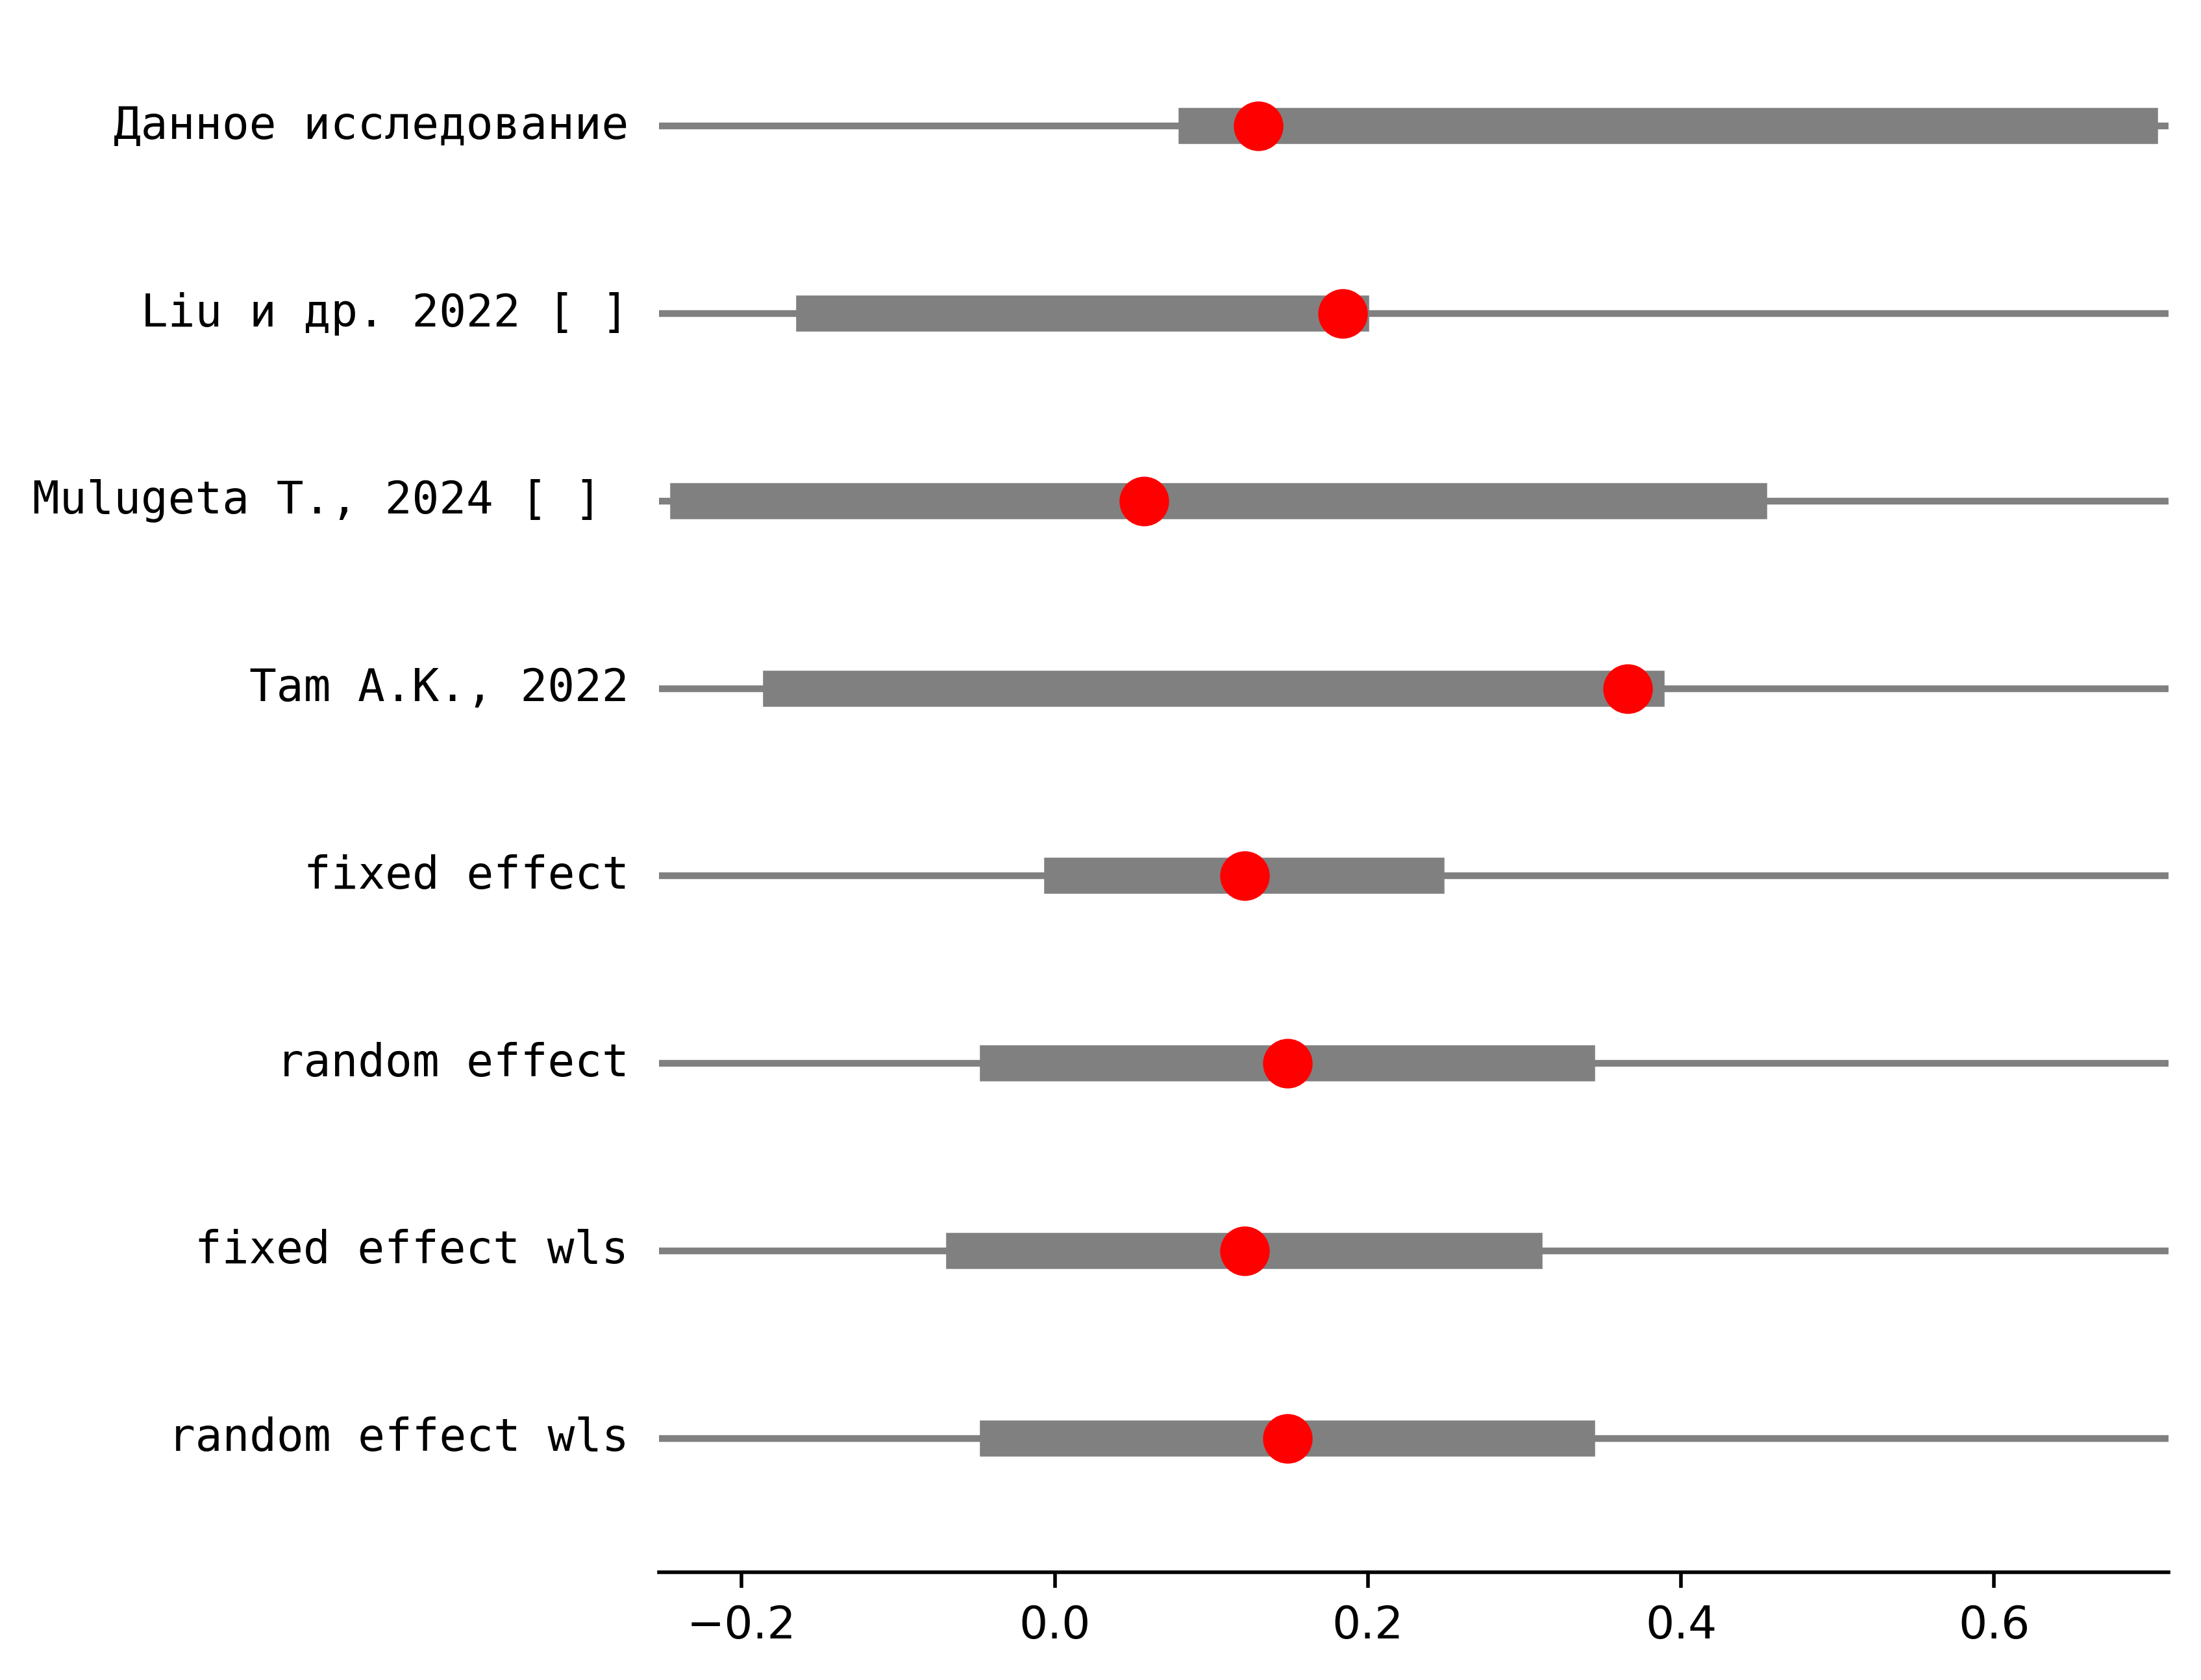 Данное исследование
Liu и др. 2022 [ ]
Mulugeta T., 2024 [ ]
Tam A.K., 2022
fixed effect
random effect
fixed effect wls
random effect wls
−0.2 0.0 0.2 0.4 0.6